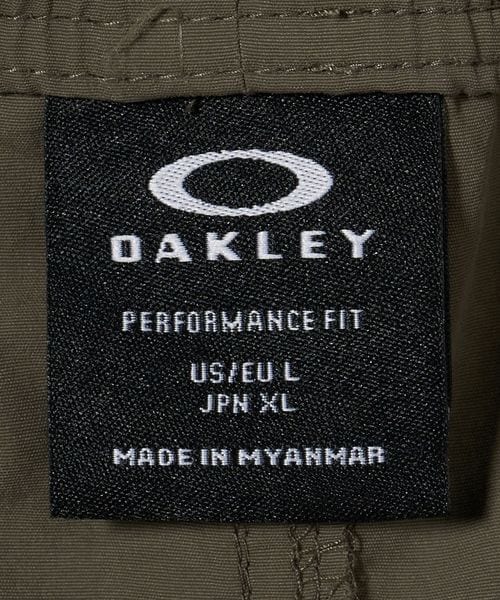 OAKLEY
PERFORMANCE FIT
US/EU L
JPN XL
MADE IN MYANMAR